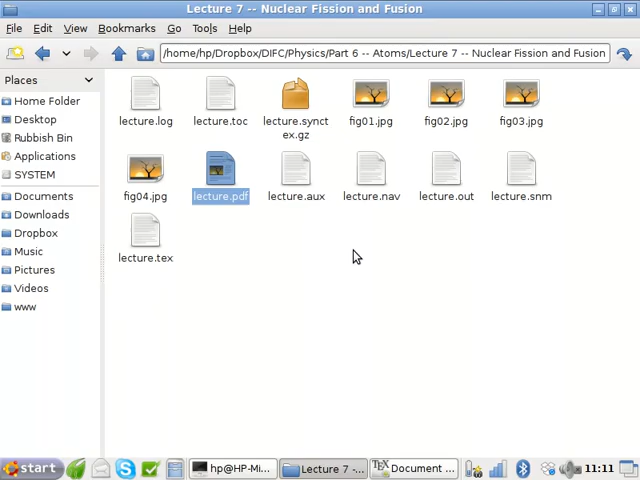 Lecture 7 -- Nuclear Fission and Fusion
File Edit View Bookmarks Go Tools Help
/home/hp/Dropbox/DIFC/Physics/Part 6 -- Atoms/Lecture 7 -- Nuclear Fission and Fusion
Places
Home Folder
Desktop
Rubbish Bin
Applications
SYSTEM
Documents
Downloads
Dropbox
Music
Pictures
Videos
www
lecture.log lecture.toc lecture.synct fig01.jpg fig02.jpg fig03.jpg
ex.gz
fig04.jpg lecture.pdf lecture.aux lecture.nav lecture.out lecture.snm
lecture.tex
start hp@HP-Mi... Lecture 7 -... TEX Document ... 11:11